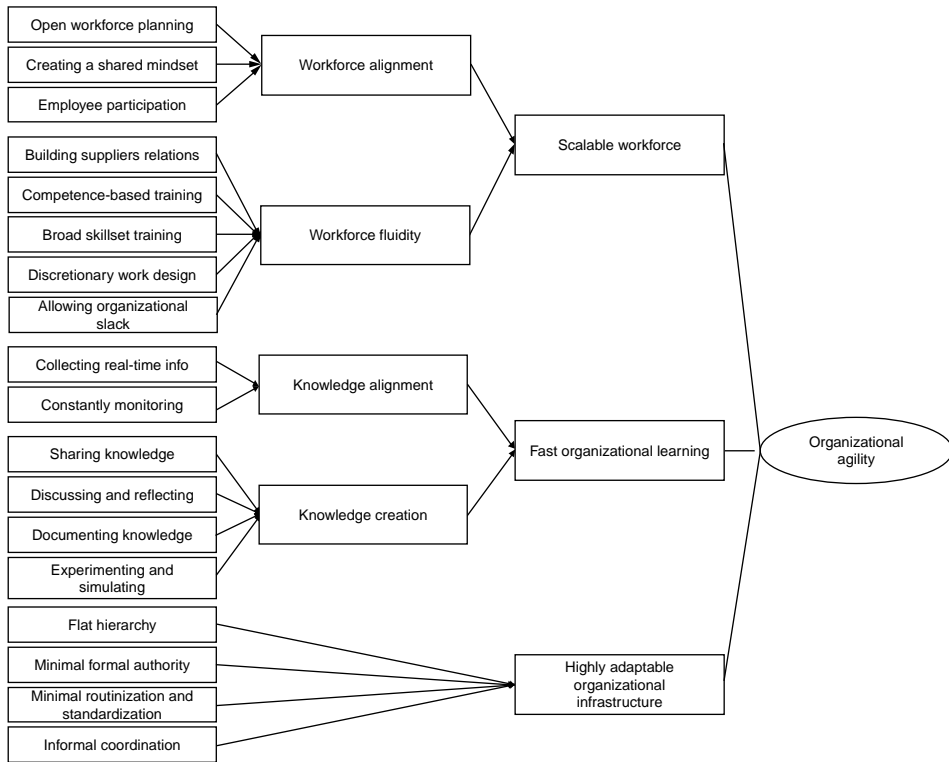 Open workforce planning
Creating a shared mindset
Employee participation
Workforce alignment
Building suppliers relations
Competence-based training
Broad skillset training
Discretionary work design
Allowing organizational
slack
Workforce fluidity
Scalable workforce
Collecting real-time info
Constantly monitoring
Knowledge alignment
Sharing knowledge
Discussing and reflecting
Documenting knowledge
Experimenting and
simulating
Knowledge creation
Fast organizational learning
Flat hierarchy
Minimal formal authority
Minimal routinization and
standardization
Informal coordination
Highly adaptable
organizational
infrastructure
Organizational
agility